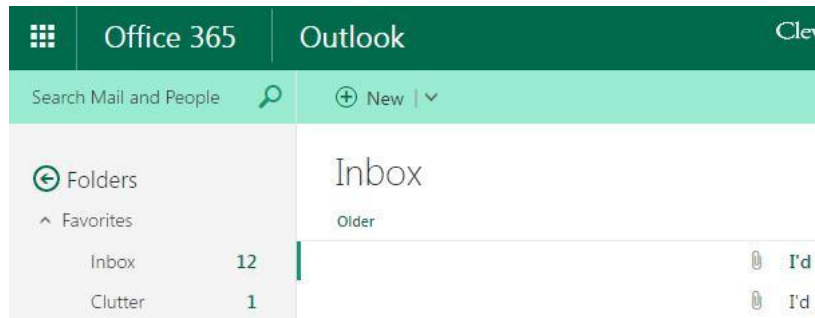 Office 365 Outlook
Search Mail and People New
Folders
Inbox
Favorites
Older
Inbox 12 I'd
Clutter 1 I'd